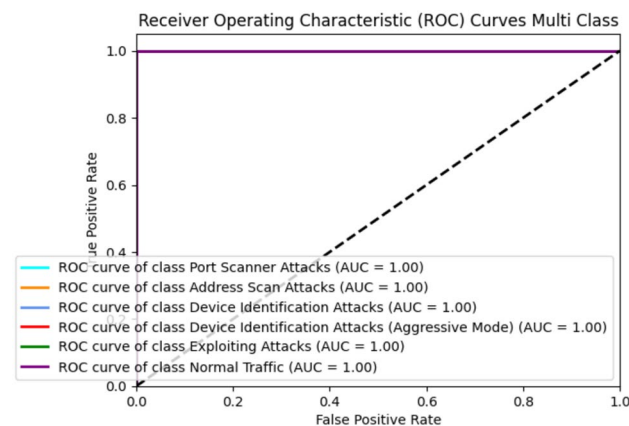 Receiver Operating Characteristic (ROC) Curves Multi Class
1.0
0.8
0.6
0.4
0.2
0.0
True Positive Rate
ROC curve of class Port Scanner Attacks (AUC = 1.00)
ROC curve of class Address Scan Attacks (AUC = 1.00)
ROC curve of class Device Identification Attacks (AUC = 1.00)
ROC curve of class Device Identification Attacks (Aggressive Mode) (AUC = 1.00)
ROC curve of class Exploiting Attacks (AUC = 1.00)
ROC curve of class Normal Traffic (AUC = 1.00)
0.0 0.2 0.4 0.6 0.8 1.0
False Positive Rate